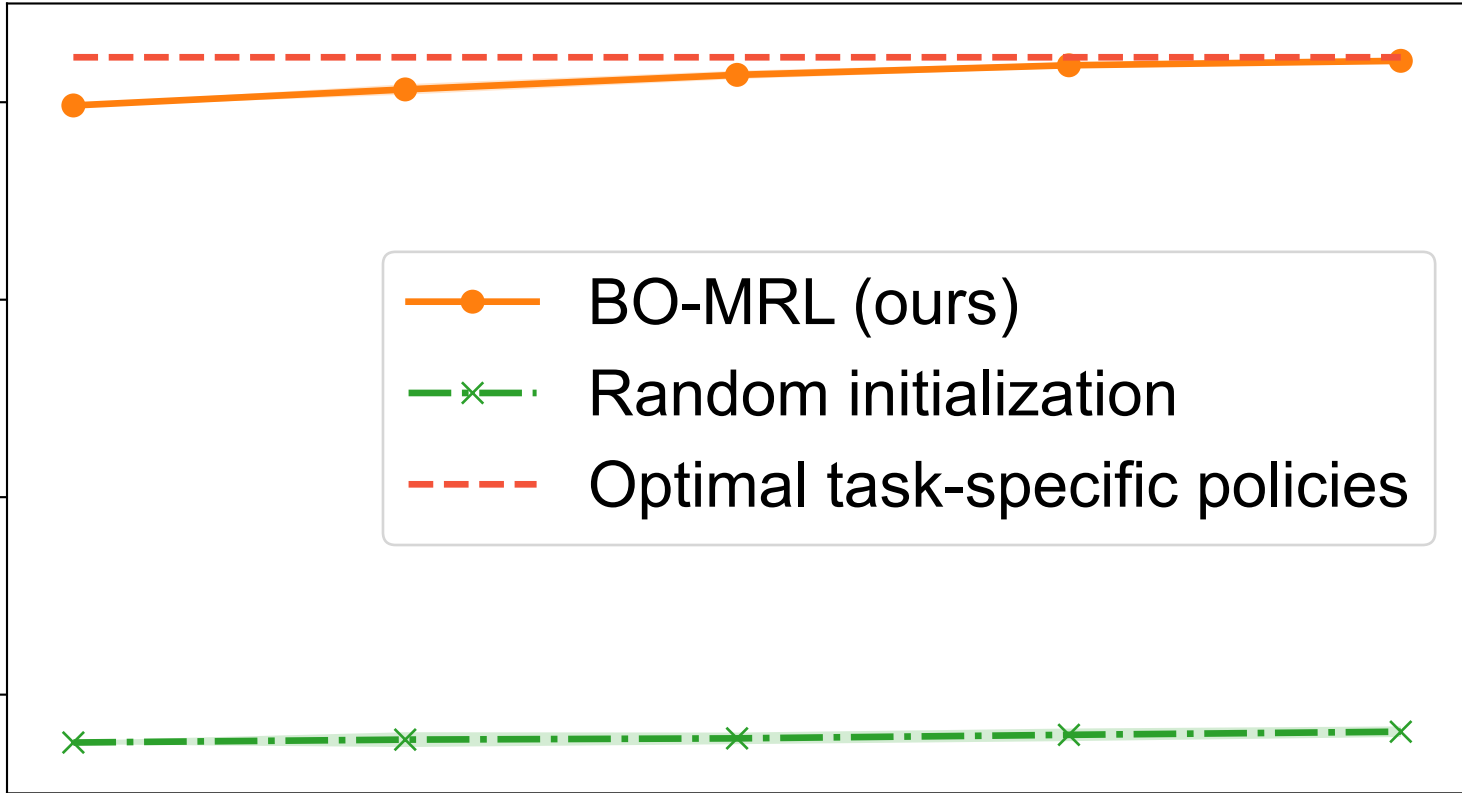 BO-MRL (ours)
Random initialization
Optimal task-specific policies